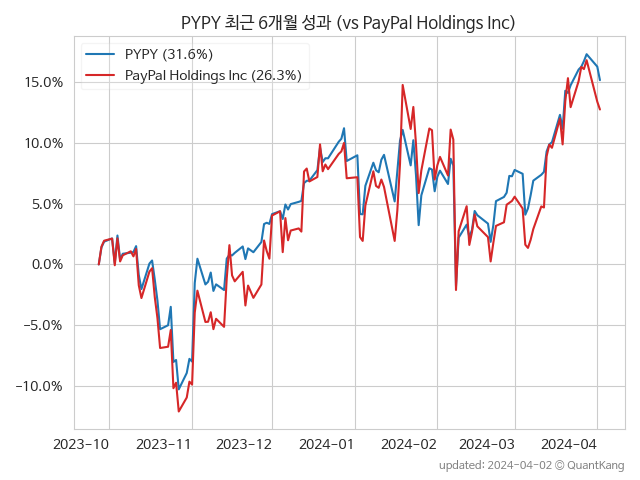 PYPY 최근 6개월 성과 (vs PayPal Holdings Inc)
PYPY (31.6%)
PayPal Holdings Inc (26.3%)
15.0%
10.0%
5.0%
0.0%
−5.0%
−10.0%
2023-10 2023-11 2023-12 2024-01 2024-02 2024-03 2024-04
updated: 2024-04-02 © QuantKang